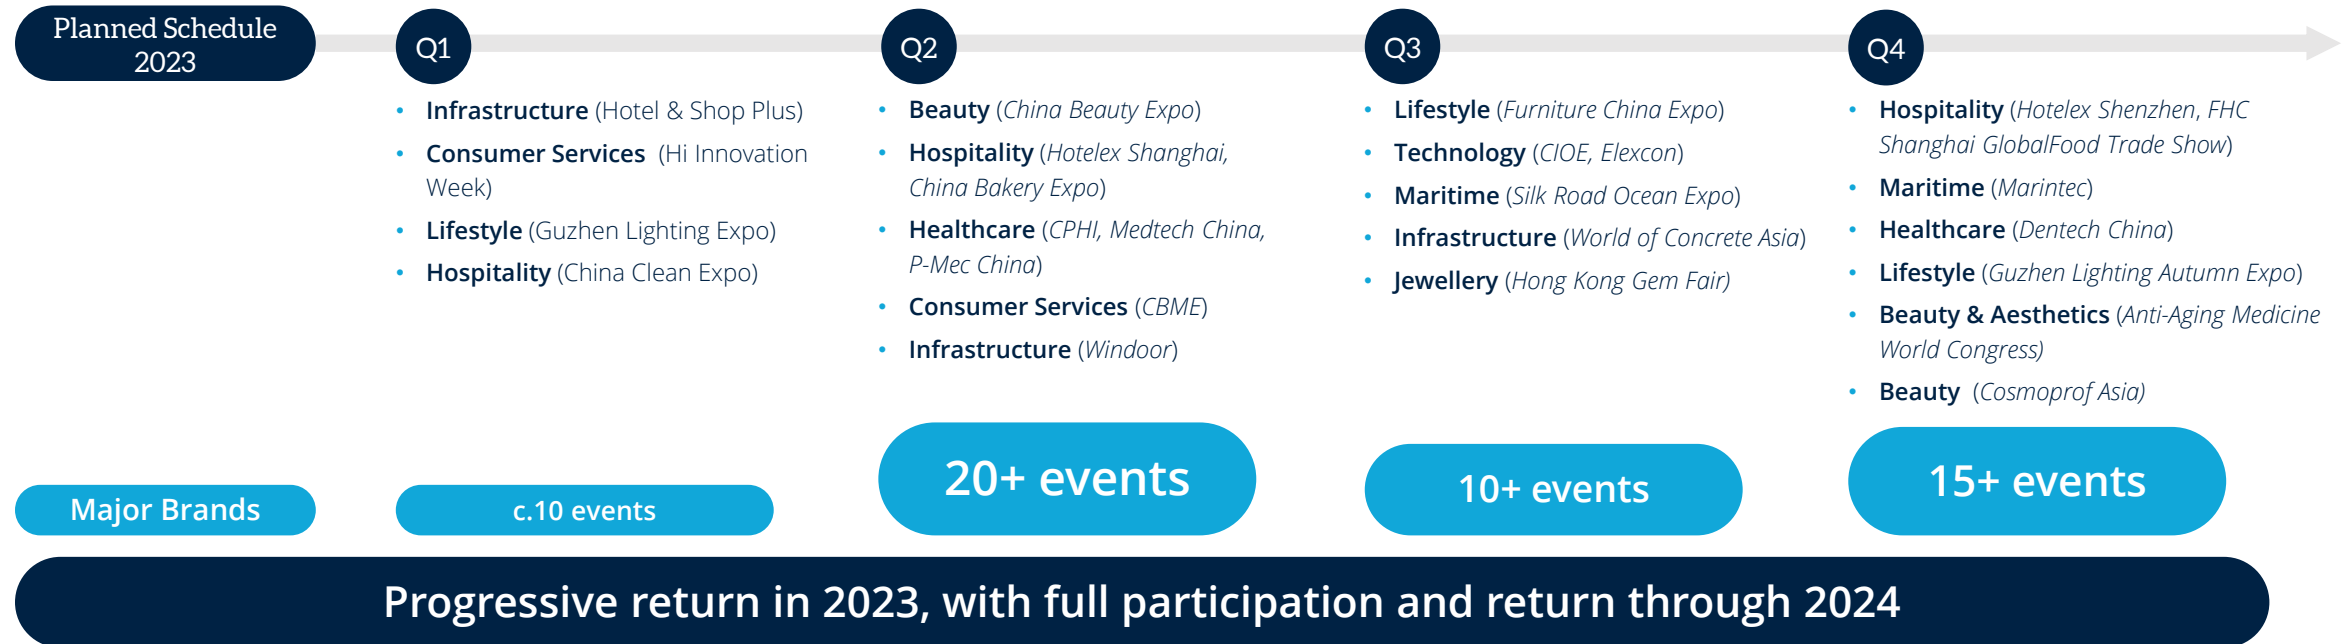 Planned Schedule
2023
Q1
• Infrastructure (Hotel & Shop Plus)
• Consumer Services (Hi Innovation
Week)
• Lifestyle (Guzhen Lighting Expo)
• Hospitality (China Clean Expo)
Q2
• Beauty (China Beauty Expo)
• Hospitality (Hotelex Shanghai,
China Bakery Expo)
• Healthcare (CPHI, Medtech China,
P-Mec China)
• Consumer Services (CBME)
• Infrastructure (Windoor)
Q3
• Lifestyle (Furniture China Expo)
• Technology (CIOE, Elexcon)
• Maritime (Silk Road Ocean Expo)
• Infrastructure (World of Concrete Asia)
• Jewellery (Hong Kong Gem Fair)
Q4
• Hospitality (Hotelex Shenzhen, FHC
Shanghai GlobalFood Trade Show)
• Maritime (Marintec)
• Healthcare (Dentech China)
• Lifestyle (Guzhen Lighting Autumn Expo)
• Beauty & Aesthetics (Anti-Aging Medicine
World Congress)
• Beauty (Cosmoprof Asia)
Major Brands
c.10 events
20+ events
10+ events
15+ events
Progressive return in 2023, with full participation and return through 2024